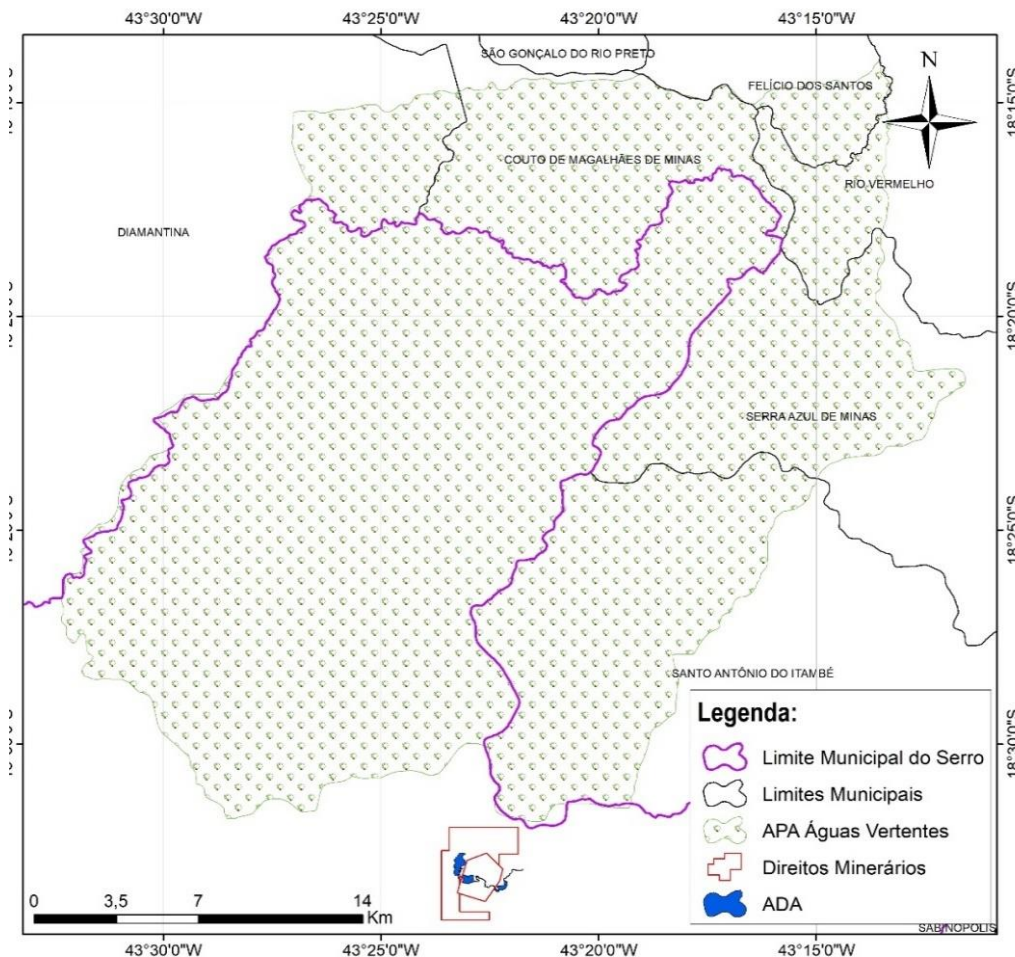 43°30'0"W 43°25'0"W 43°20'0"W 43°15'0"W
SÃO GONÇALO DO RIO PRETO
N
FELÍCIO DOS SANTOS
18°15'0"S
COUTO DE MAGALHÃES DE MINAS
RIO VERMELHO
DIAMANTINA
18°20'0"S
SERRA AZUL DE MINAS
18°25'0"S
SANTO ANTÔNIO DO ITAMBÉ
Legenda:
18°30'0"S
Limite Municipal do Serro
Limites Municipais
APA Águas Vertentes
Direitos Minerários
ADA
0 3,5 7 14
Km
SABINÓPOLIS
43°30'0"W 43°25'0"W 43°20'0"W 43°15'0"W